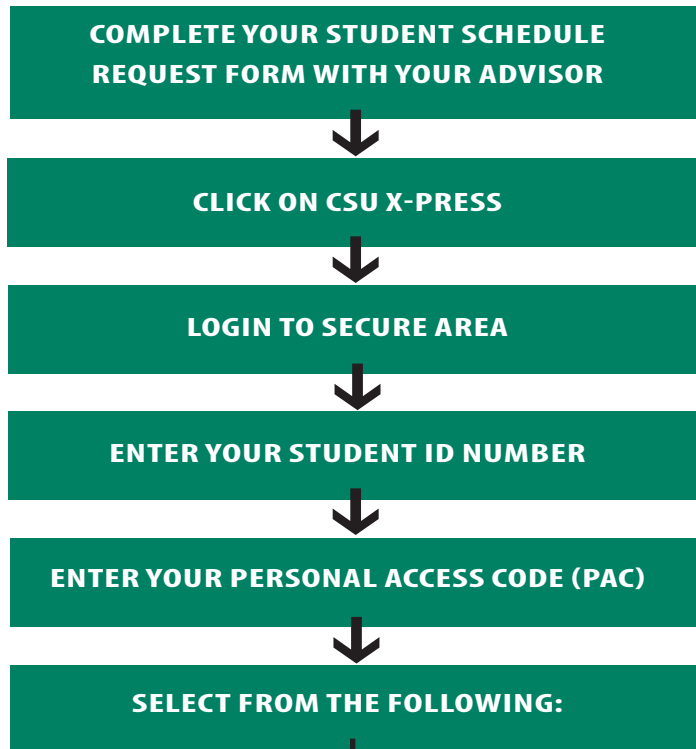 COMPLETE YOUR STUDENT SCHEDULE
REQUEST FORM WITH YOUR ADVISOR
CLICK ON CSU X-PRESS
LOGIN TO SECURE AREA
ENTER YOUR STUDENT ID NUMBER
ENTER YOUR PERSONAL ACCESS CODE (PAC)
SELECT FROM THE FOLLOWING: